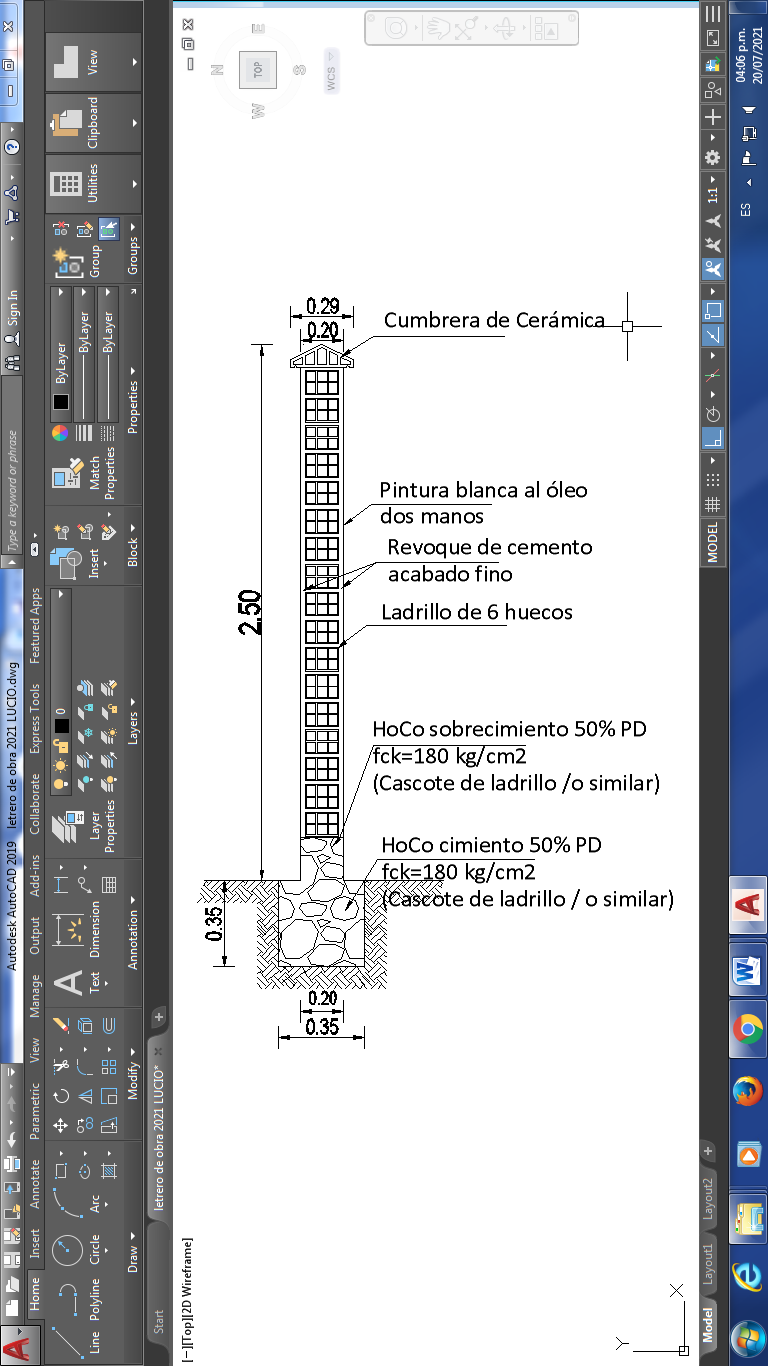 Autodesk AutoCAD 2019
letrero de obra 2021 LUCIO.dwg
Type a keyword or phrase
Sign In
Home
Insert
Annotate
Parametric
View
Manage
Output
Add-ins
Collaborate
Express Tools
Featured Apps
Line
Polyline
Circle
Arc
Draw
Modify
Text
Dimension
Annotation
Layer
Properties
0
Layers
Insert
Block
Match
Properties
ByLayer
ByLayer
ByLayer
Properties
Group
Groups
Utilities
Clipboard
View
Start
letrero de obra 2021 LUCIO*
[−][Top][2D Wireframe]
N
E
S
W
TOP
WCS
0.29
0.20
Cumbrera de Cerámica
Pintura blanca al óleo
dos manos
Revoque de cemento
acabado fino
2.50
Ladrillo de 6 huecos
HoCo sobrecimiento 50% PD
fck=180 kg/cm2
(Cascote de ladrillo /o similar)
HoCo cimiento 50% PD
fck=180 kg/cm2
(Cascote de ladrillo / o similar)
0.35
0.20
0.35
Y
X
Model
Layout1
Layout2
MODEL
1:1
ES
04:06 p.m.
20/07/2021